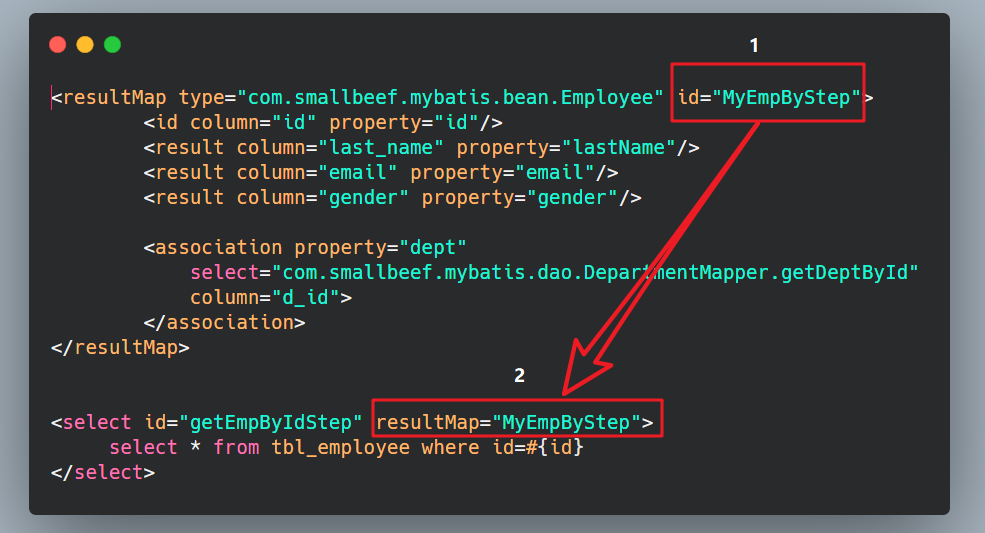 1
<resultMap type="com.smallbeef.mybatis.bean.Employee" id="MyEmpByStep">
        <id column="id" property="id"/>
        <result column="last_name" property="lastName"/>
        <result column="email" property="email"/>
        <result column="gender" property="gender"/>
        <association property="dept"
            select="com.smallbeef.mybatis.dao.DepartmentMapper.getDeptById"
            column="d_id">
        </association>
</resultMap>
2
<select id="getEmpByIdStep" resultMap="MyEmpByStep">
     select * from tbl_employee where id=#{id}
</select>